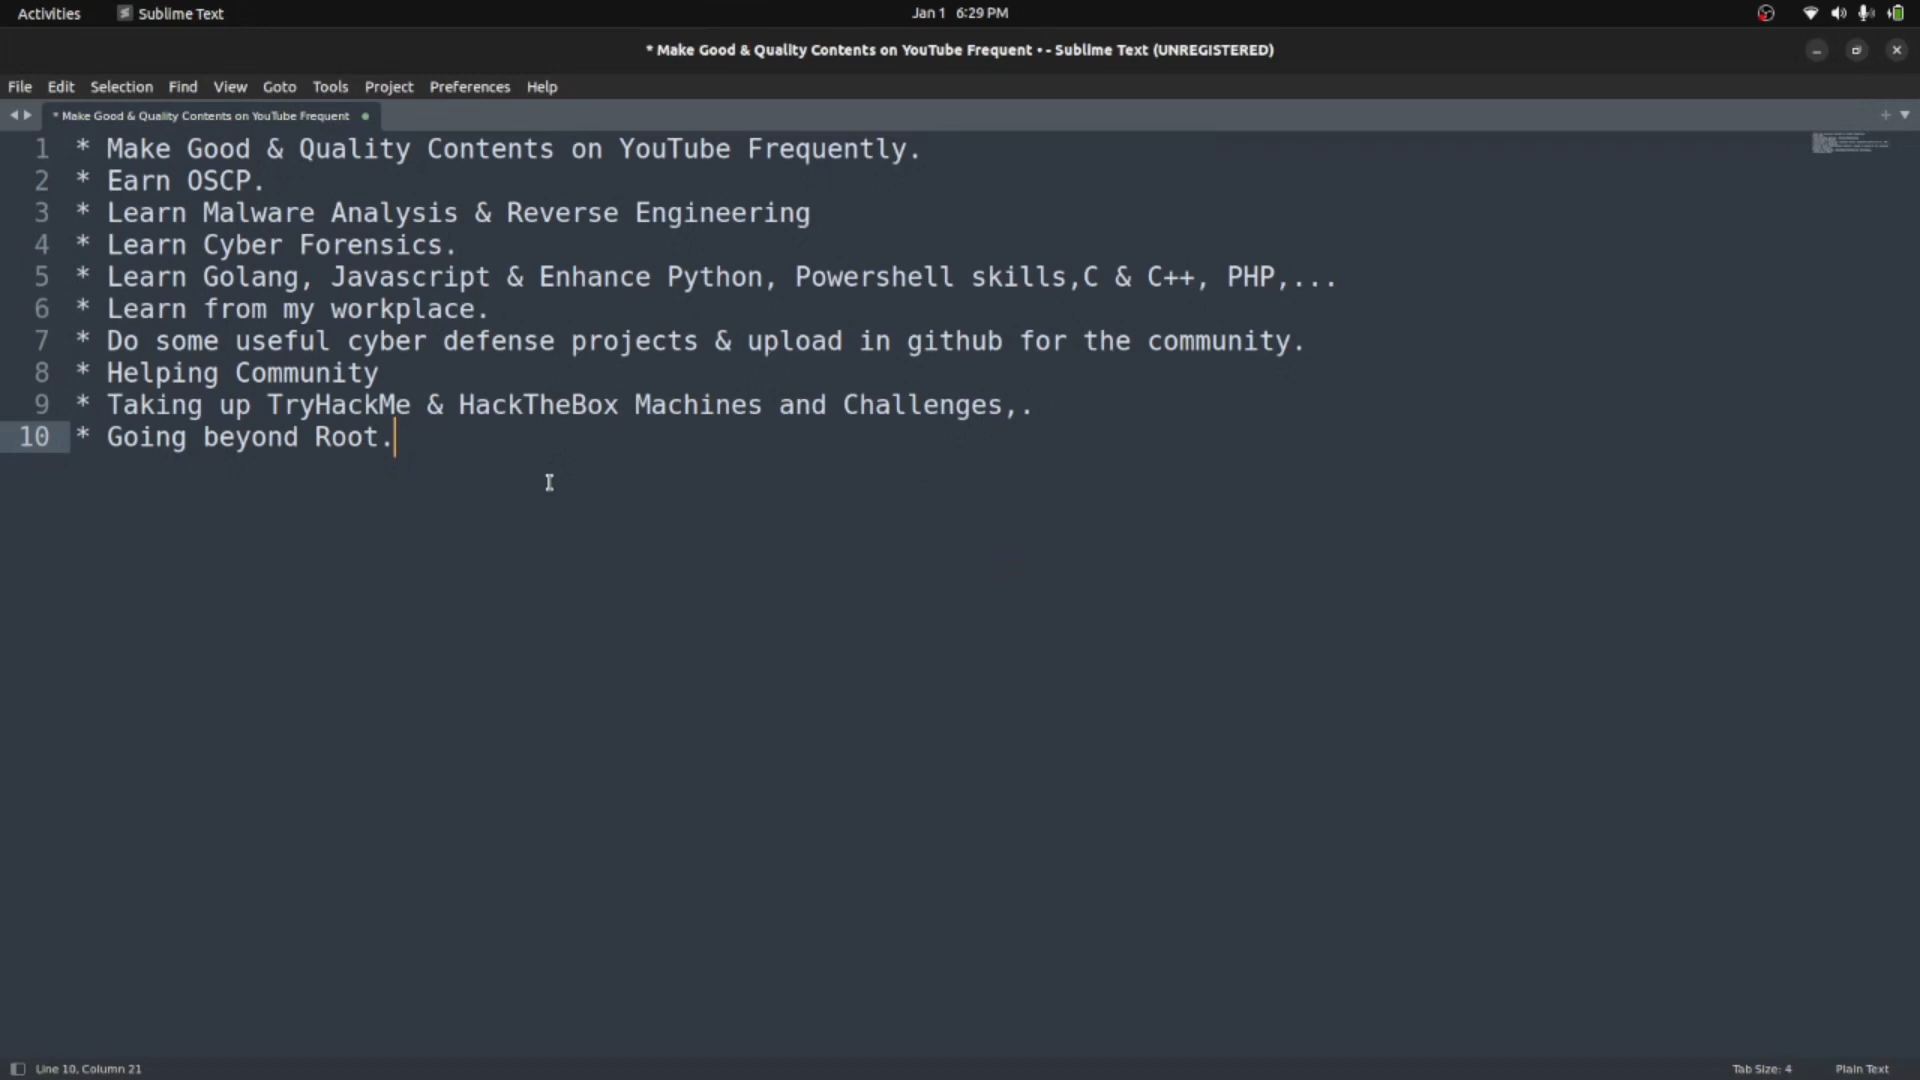 Activities Sublime Text Jan 1 6:29 PM
* Make Good & Quality Contents on YouTube Frequent • - Sublime Text (UNREGISTERED)
File Edit Selection Find View Goto Tools Project Preferences Help
* Make Good & Quality Contents on YouTube Frequent
1 * Make Good & Quality Contents on YouTube Frequently.
2 * Earn OSCP.
3 * Learn Malware Analysis & Reverse Engineering
4 * Learn Cyber Forensics.
5 * Learn Golang, Javascript & Enhance Python, Powershell skills,C & C++, PHP,...
6 * Learn from my workplace.
7 * Do some useful cyber defense projects & upload in github for the community.
8 * Helping Community
9 * Taking up TryHackMe & HackTheBox Machines and Challenges,.
10 * Going beyond Root.
Line 10, Column 21 Tab Size: 4 Plain Text